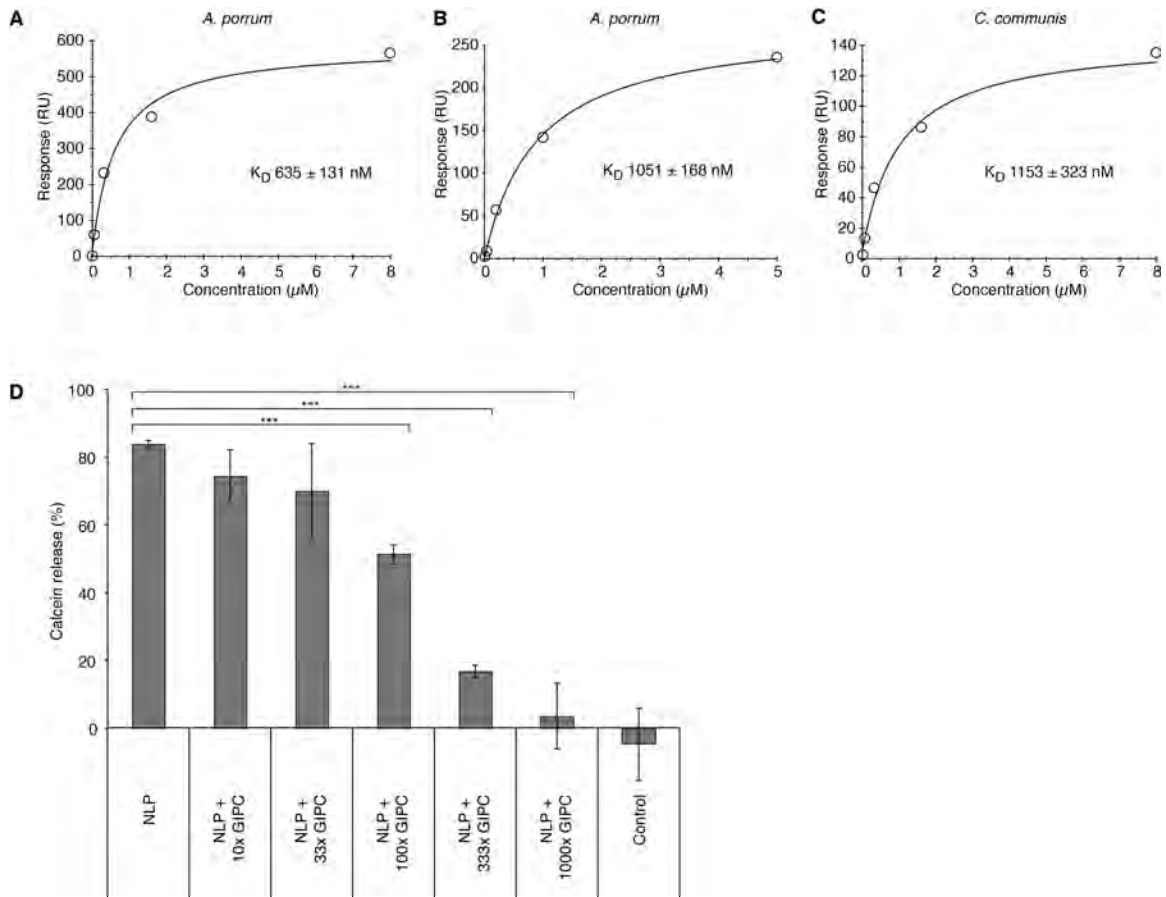 A
A. porrum
600
500
400
300
200
100
0
Response (RU)
K_D 635 ± 131 nM
0 1 2 3 4 5 6 7 8
Concentration (µM)
B
A. porrum
250
200
150
100
50
0
Response (RU)
K_D 1051 ± 168 nM
0 1 2 3 4 5
Concentration (µM)
C
C. communis
140
120
100
80
60
40
20
0
Response (RU)
K_D 1153 ± 323 nM
0 1 2 3 4 5 6 7 8
Concentration (µM)
D
100
80
60
40
20
0
Calcein release (%)
***
***
***
NLP
NLP +
10x GIPC
NLP +
33x GIPC
NLP +
100x GIPC
NLP +
333x GIPC
NLP +
1000x GIPC
Control